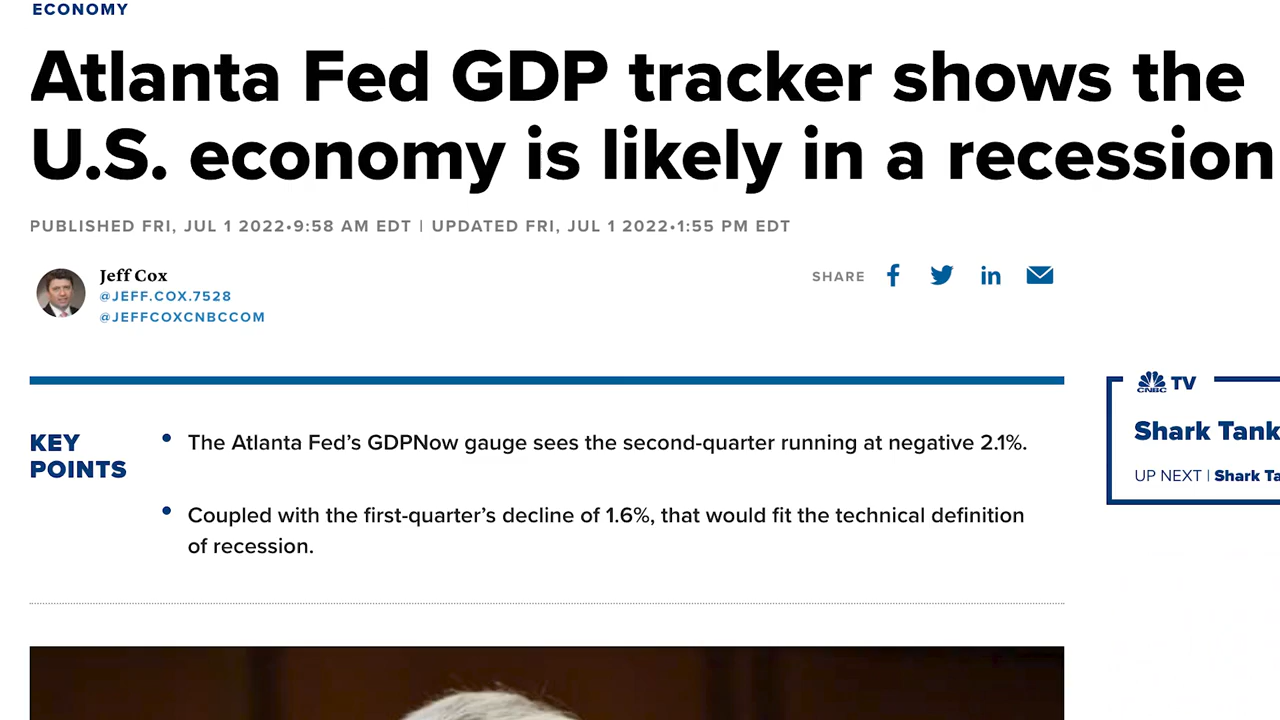 ECONOMY
Atlanta Fed GDP tracker shows the
U.S. economy is likely in a recession
PUBLISHED FRI, JUL 1 2022•9:58 AM EDT | UPDATED FRI, JUL 1 2022•1:55 PM EDT
Jeff Cox
@JEFF.COX.7528
@JEFFCOXCNBCCOM
SHARE
KEY
POINTS
• The Atlanta Fed’s GDPNow gauge sees the second-quarter running at negative 2.1%.
• Coupled with the first-quarter’s decline of 1.6%, that would fit the technical definition
of recession.
CNBC TV
Shark Tank
UP NEXT | Shark Ta